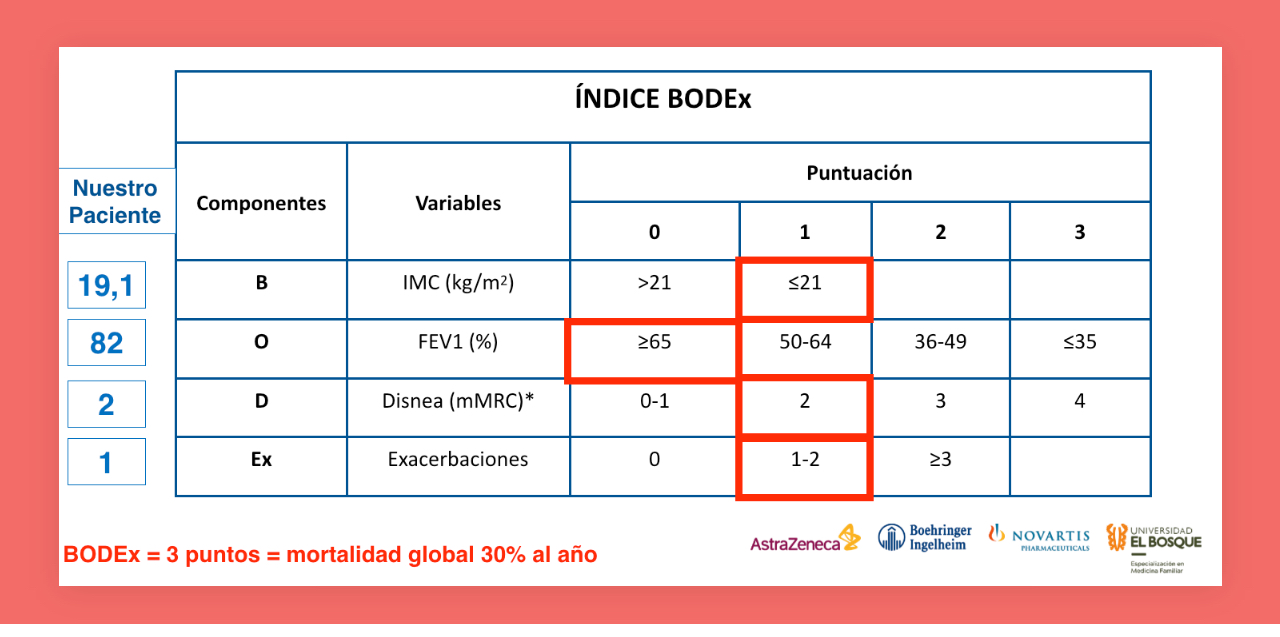 ÍNDICE BODEx
Nuestro
Paciente
Componentes
Variables
Puntuación
0
1
2
3
19,1
B
IMC (kg/m²)
>21
≤21
82
O
FEV1 (%)
≥65
50-64
36-49
≤35
2
D
Disnea (mMRC)*
0-1
2
3
4
1
Ex
Exacerbaciones
0
1-2
≥3
BODEx = 3 puntos = mortalidad global 30% al año
AstraZeneca
Boehringer
Ingelheim
NOVARTIS
PHARMACEUTICALS
UNIVERSIDAD
EL BOSQUE
Especialización en
Medicina Familiar